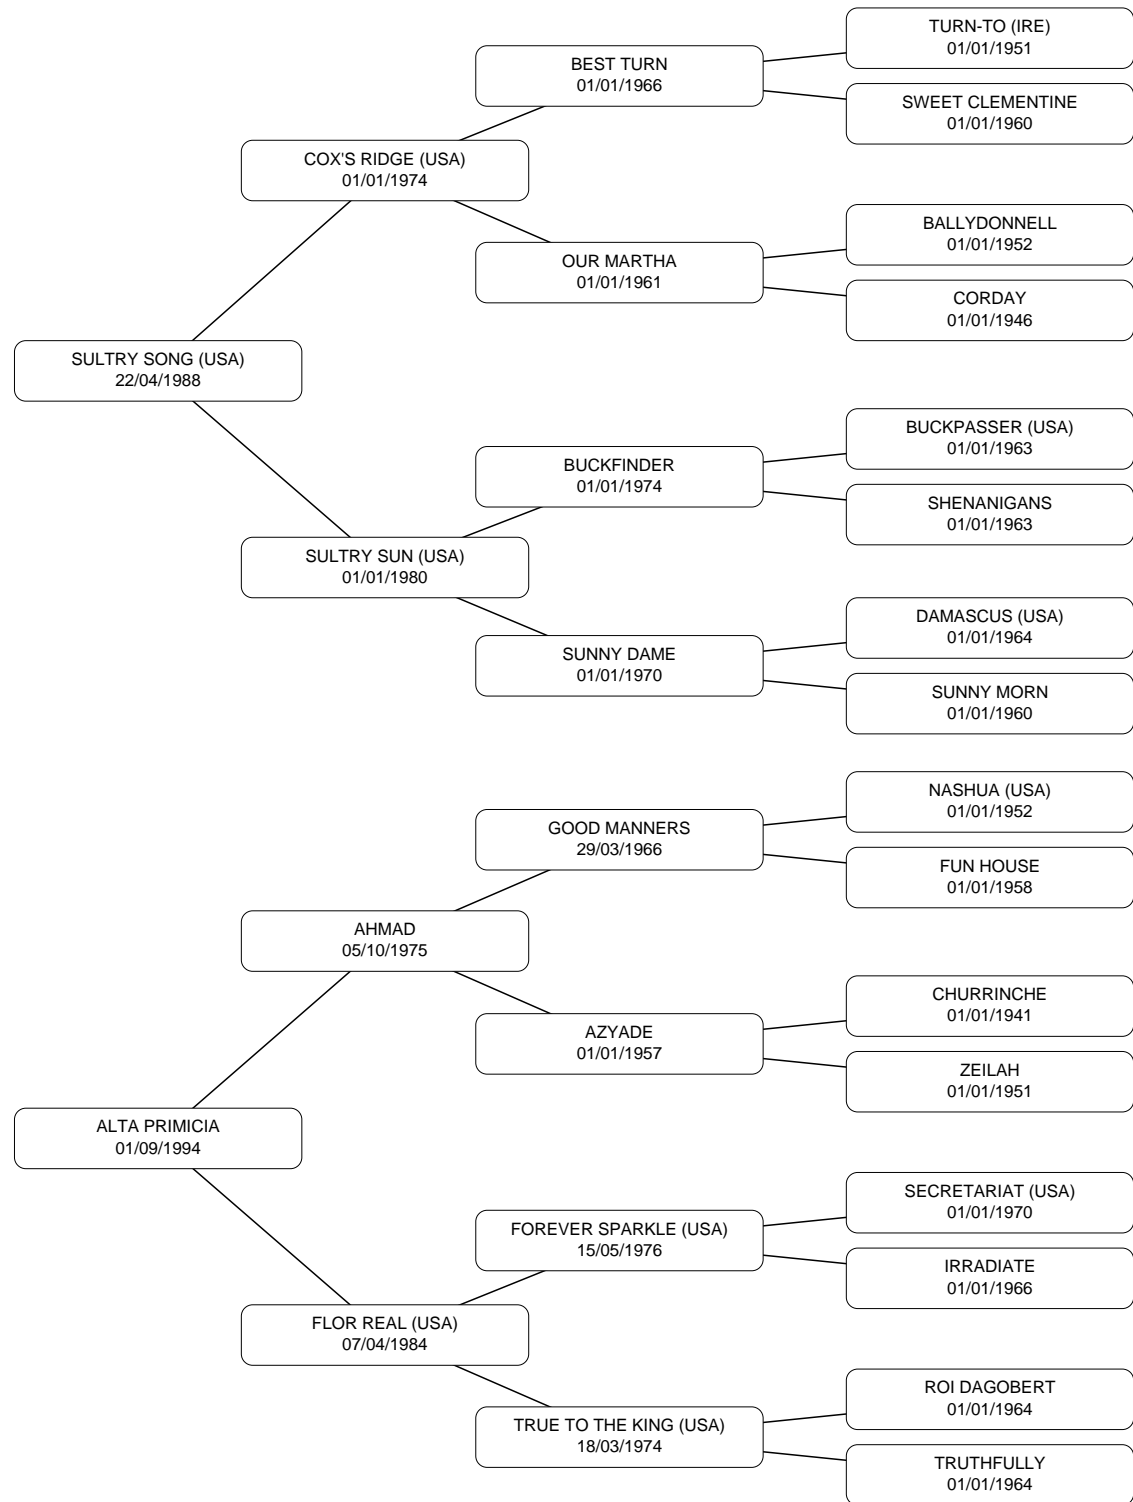 TURN-TO (IRE)
01/01/1951
BEST TURN
01/01/1966
SWEET CLEMENTINE
01/01/1960
COX'S RIDGE (USA)
01/01/1974
BALLYDONNELL
01/01/1952
OUR MARTHA
01/01/1961
CORDAY
01/01/1946
SULTRY SONG (USA)
22/04/1988
BUCKPASSER (USA)
01/01/1963
BUCKFINDER
01/01/1974
SHENANIGANS
01/01/1963
SULTRY SUN (USA)
01/01/1980
DAMASCUS (USA)
01/01/1964
SUNNY DAME
01/01/1970
SUNNY MORN
01/01/1960
NASHUA (USA)
01/01/1952
GOOD MANNERS
29/03/1966
FUN HOUSE
01/01/1958
AHMAD
05/10/1975
CHURRINCHE
01/01/1941
AZYADE
01/01/1957
ZEILAH
01/01/1951
ALTA PRIMICIA
01/09/1994
SECRETARIAT (USA)
01/01/1970
FOREVER SPARKLE (USA)
15/05/1976
IRRADIATE
01/01/1966
FLOR REAL (USA)
07/04/1984
ROI DAGOBERT
01/01/1964
TRUE TO THE KING (USA)
18/03/1974
TRUTHFULLY
01/01/1964